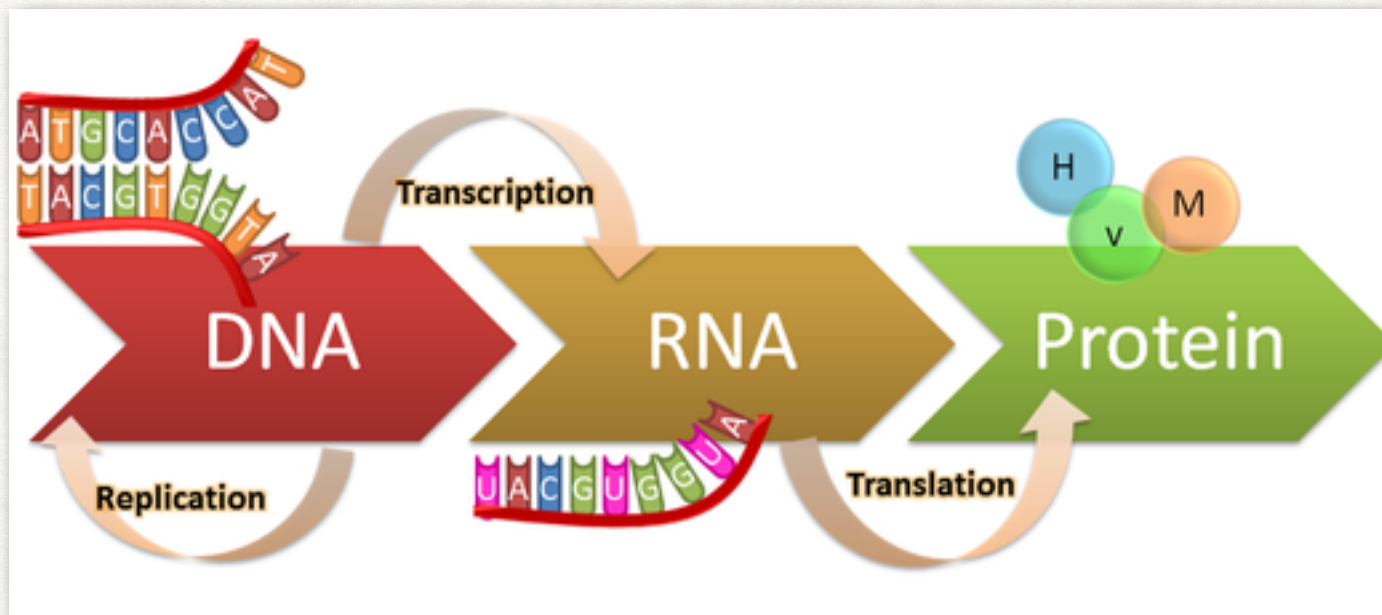 ATGCACCAT
TACGTGGTA
Transcription
H
v
M
DNA
RNA
Protein
Replication
UACGUGGUA
Translation